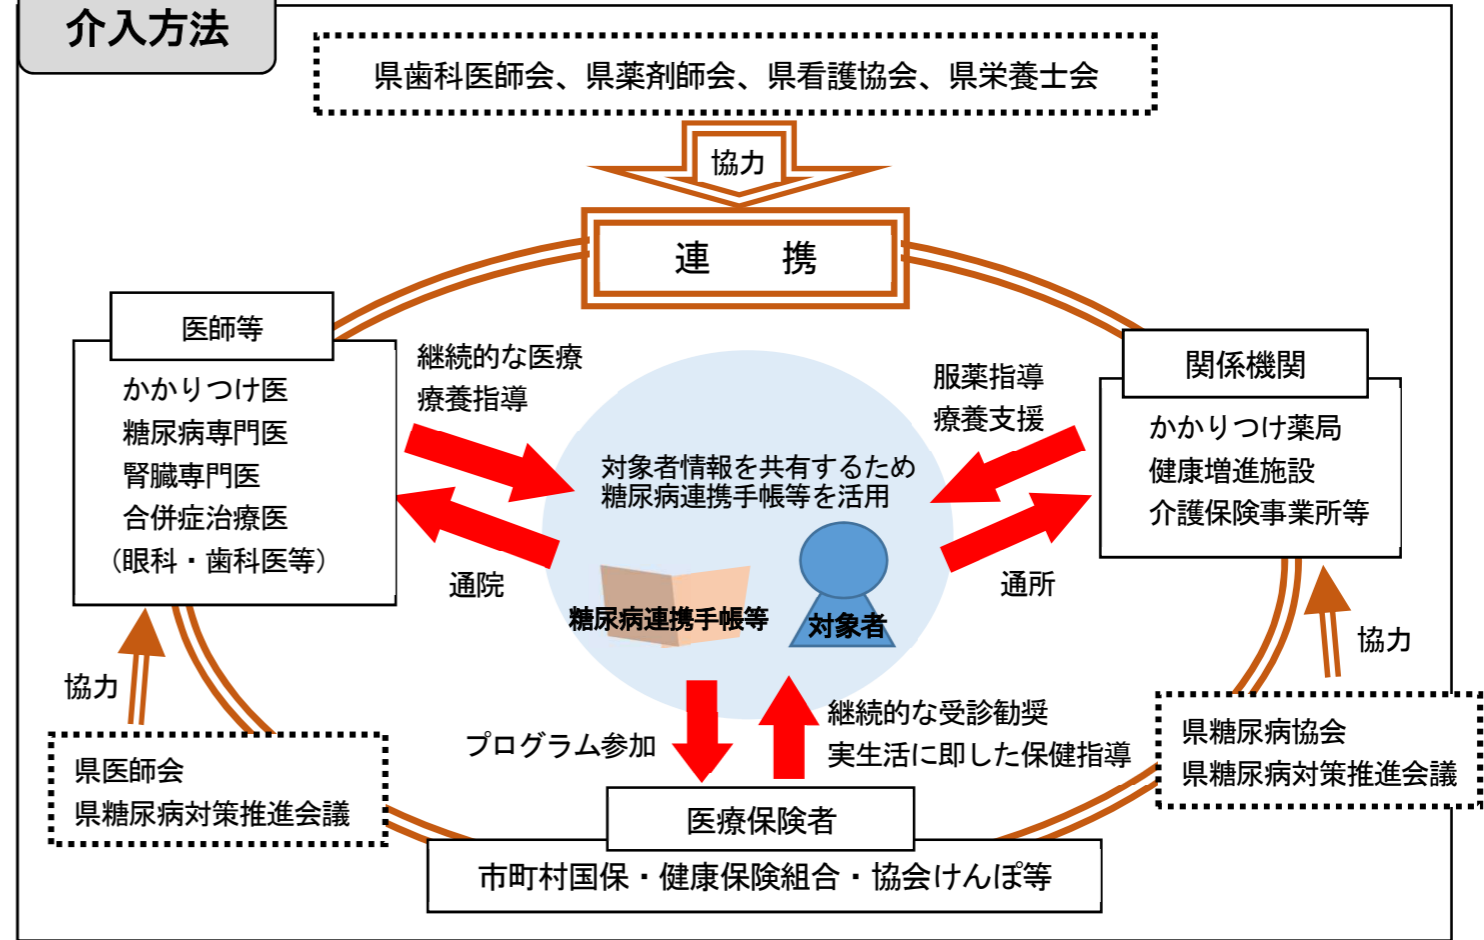 介入方法
県歯科医師会、県薬剤師会、県看護協会、県栄養士会
協力
連　携
医師等
かかりつけ医
糖尿病専門医
腎臓専門医
合併症治療医
（眼科・歯科医等）
継続的な医療
療養指導
通院
対象者情報を共有するため
糖尿病連携手帳等を活用
糖尿病連携手帳等
対象者
服薬指導
療養支援
通所
関係機関
かかりつけ薬局
健康増進施設
介護保険事業所等
協力
県医師会
県糖尿病対策推進会議
プログラム参加
継続的な受診勧奨
実生活に即した保健指導
協力
県糖尿病協会
県糖尿病対策推進会議
医療保険者
市町村国保・健康保険組合・協会けんぽ等